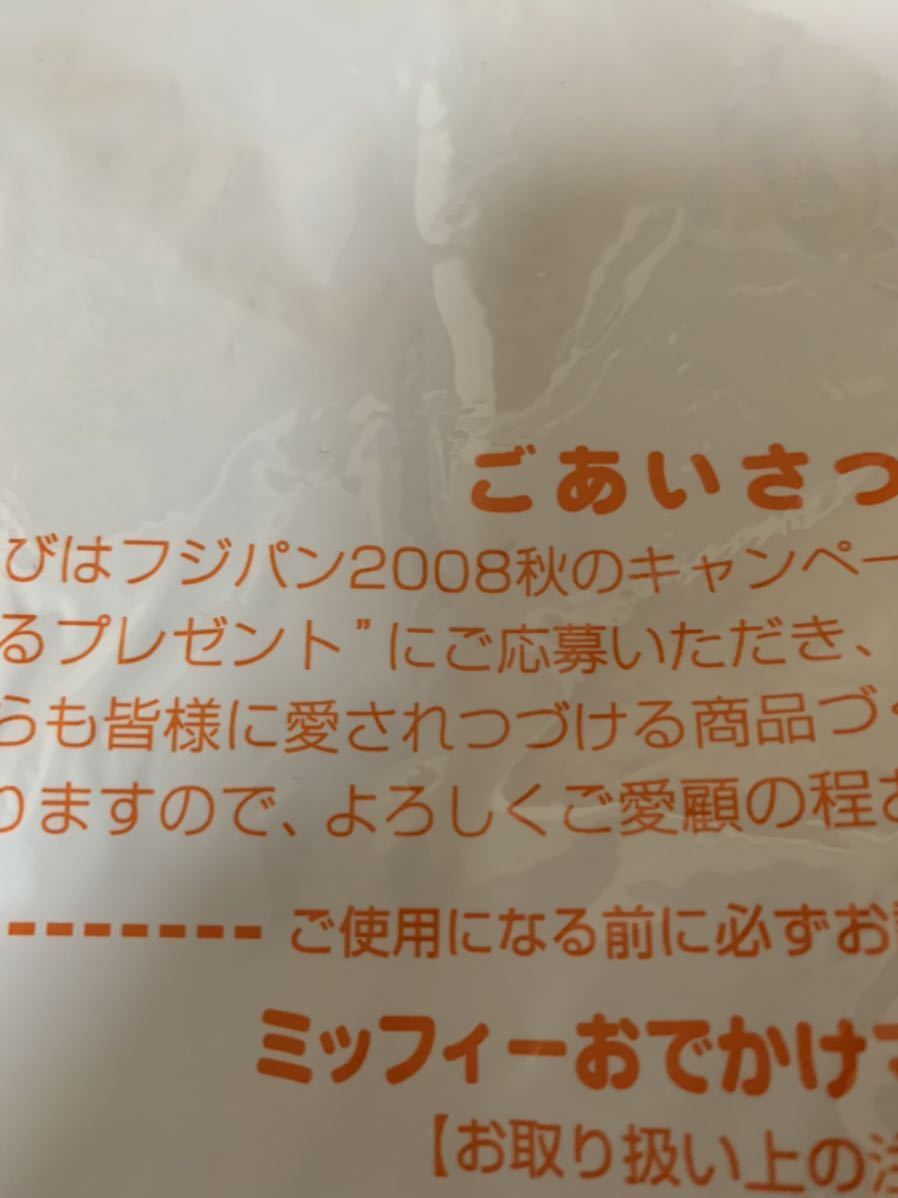 ごあいさつ
びはフジパン2008秋のキャンペー
るプレゼント”にご応募いただき、
らも皆様に愛されつづける商品づく
りますので、よろしくご愛顧の程お
ご使用になる前に必ずお
ミッフィーおでかけ
【お取り扱い上の注